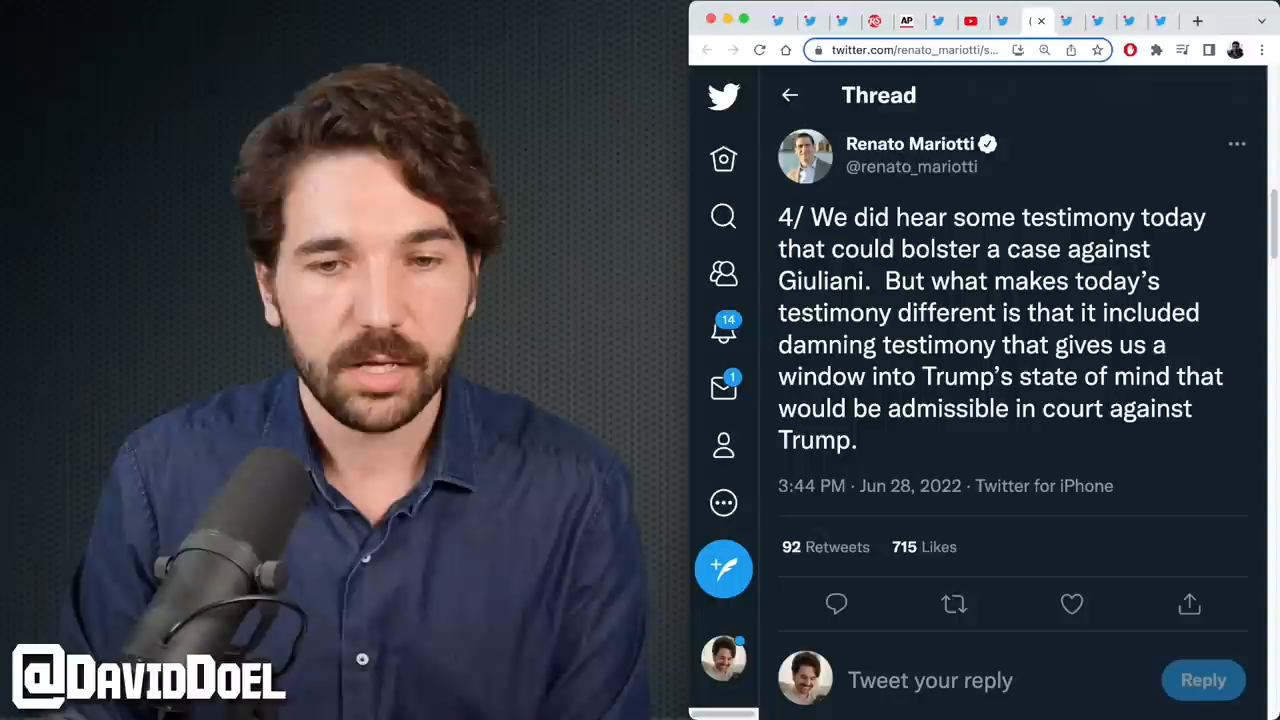 twitter.com/renato_mariotti/s...
Thread
Renato Mariotti
@renato_mariotti
4/ We did hear some testimony today
that could bolster a case against
Giuliani.  But what makes today’s
testimony different is that it included
damning testimony that gives us a
window into Trump’s state of mind that
would be admissible in court against
Trump.
3:44 PM · Jun 28, 2022 · Twitter for iPhone
92 Retweets 715 Likes
Tweet your reply
Reply
14
1
AP
RS
@DavidDoel